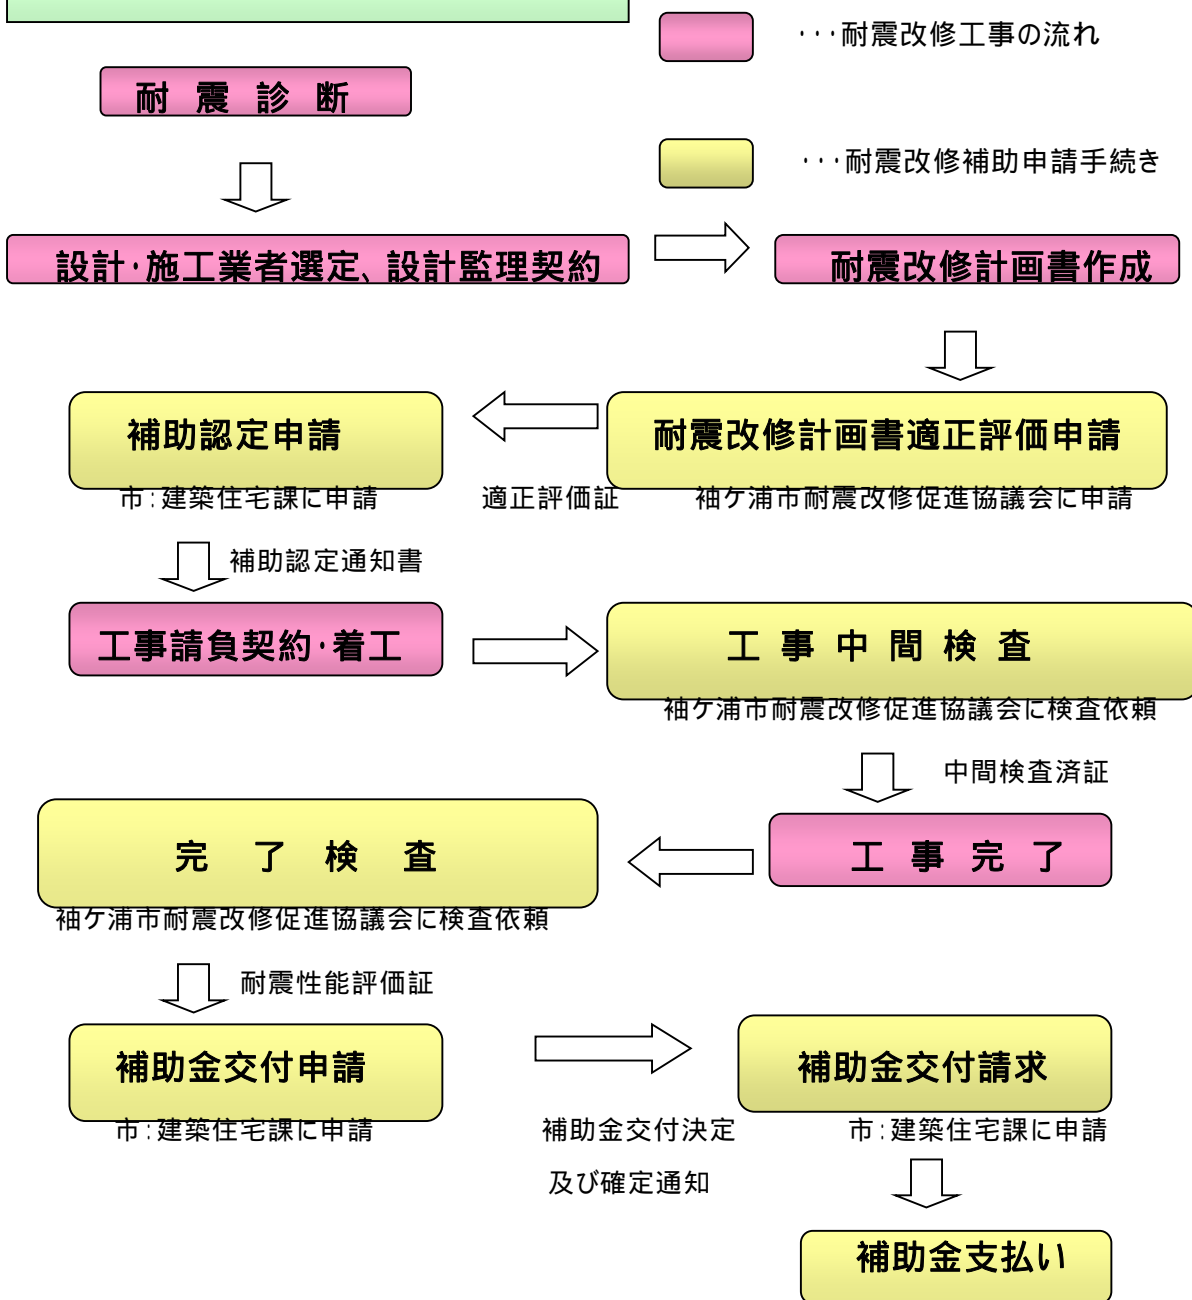 ･･･耐震改修工事の流れ
耐 震 診 断
･･･耐震改修補助申請手続き
設計･施工業者選定、設計監理契約
耐震改修計画書作成
補助認定申請
市：建築住宅課に申請
適正評価証
耐震改修計画書適正評価申請
袖ケ浦市耐震改修促進協議会に申請
補助認定通知書
工事請負契約･着工
工 事 中 間 検 査
袖ケ浦市耐震改修促進協議会に検査依頼
中間検査済証
完 了 検 査
袖ケ浦市耐震改修促進協議会に検査依頼
工 事 完 了
耐震性能評価証
補助金交付申請
市：建築住宅課に申請
補助金交付決定
及び確定通知
補助金交付請求
市：建築住宅課に申請
補助金支払い